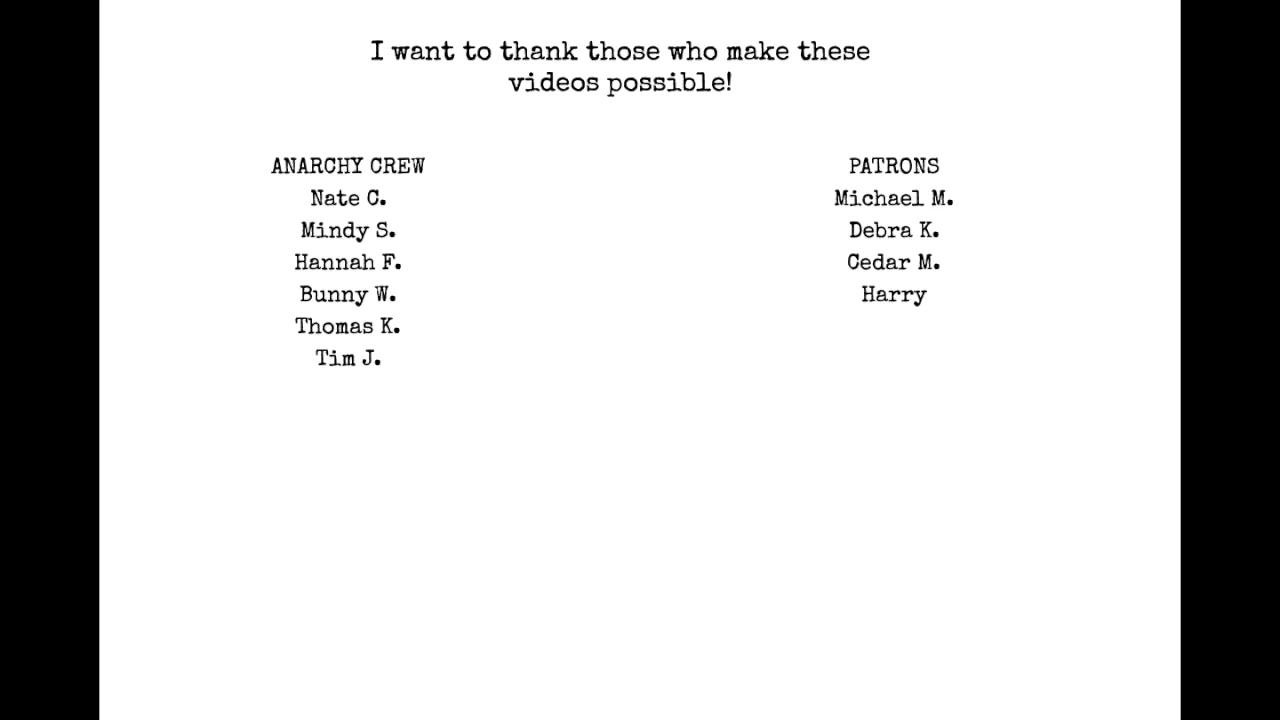 I want to thank those who make these
videos possible!
ANARCHY CREW
Nate C.
Mindy S.
Hannah F.
Bunny W.
Thomas K.
Tim J.
PATRONS
Michael M.
Debra K.
Cedar M.
Harry